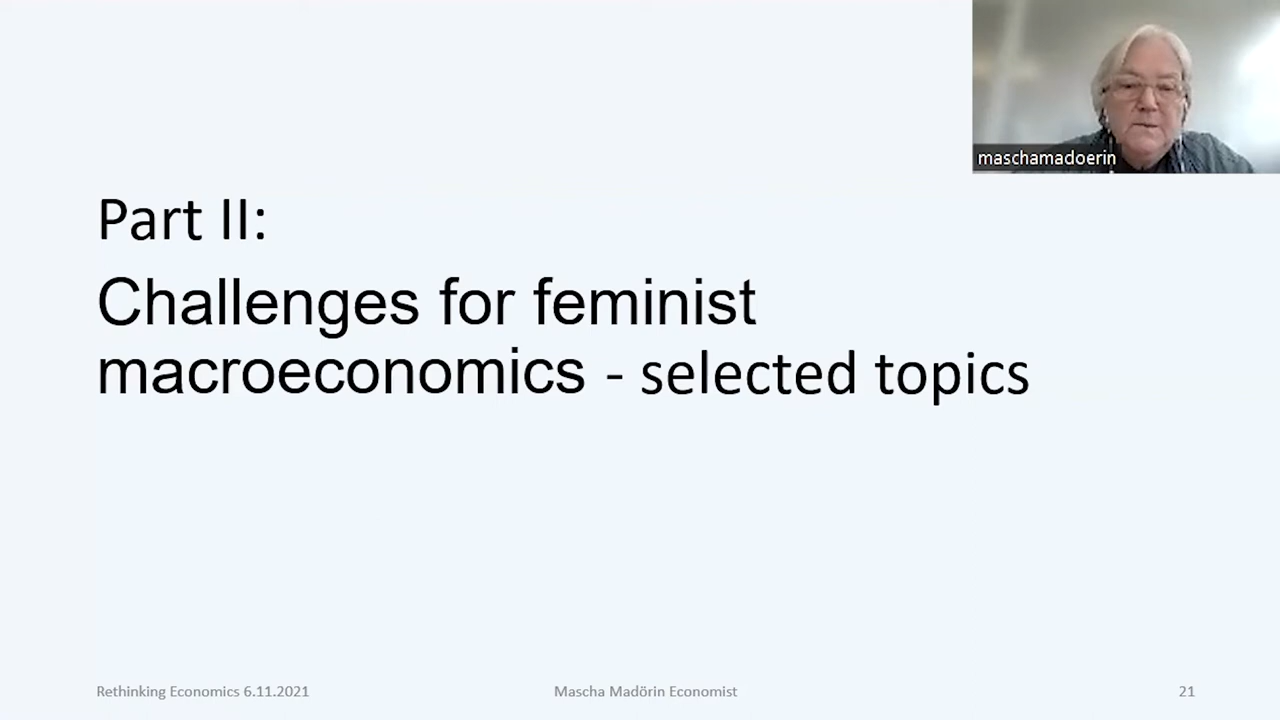 maschamadoerin
Part II:
Challenges for feminist
macroeconomics - selected topics
Rethinking Economics 6.11.2021
Mascha Madörin Economist
21